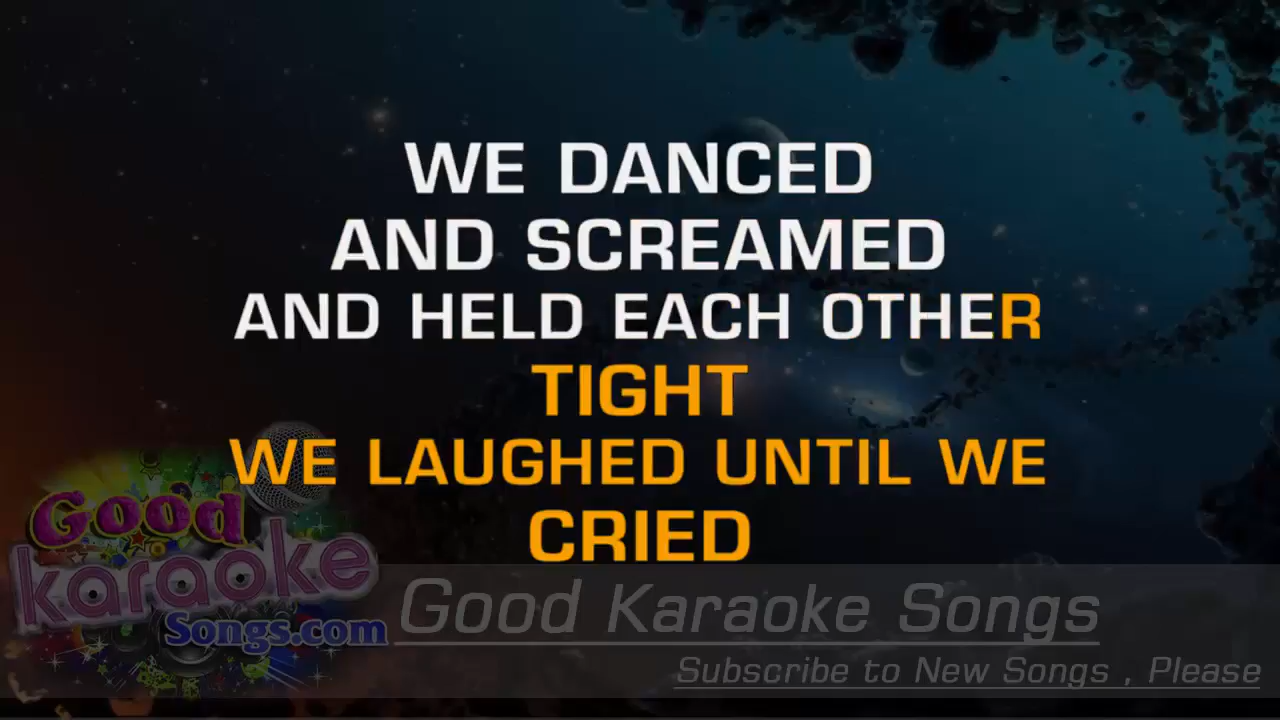 WE DANCED
AND SCREAMED
AND HELD EACH OTHER
TIGHT
WE LAUGHED UNTIL WE
CRIED
Good
karaoke
Songs.com
Good Karaoke Songs
Subscribe to New Songs , Please